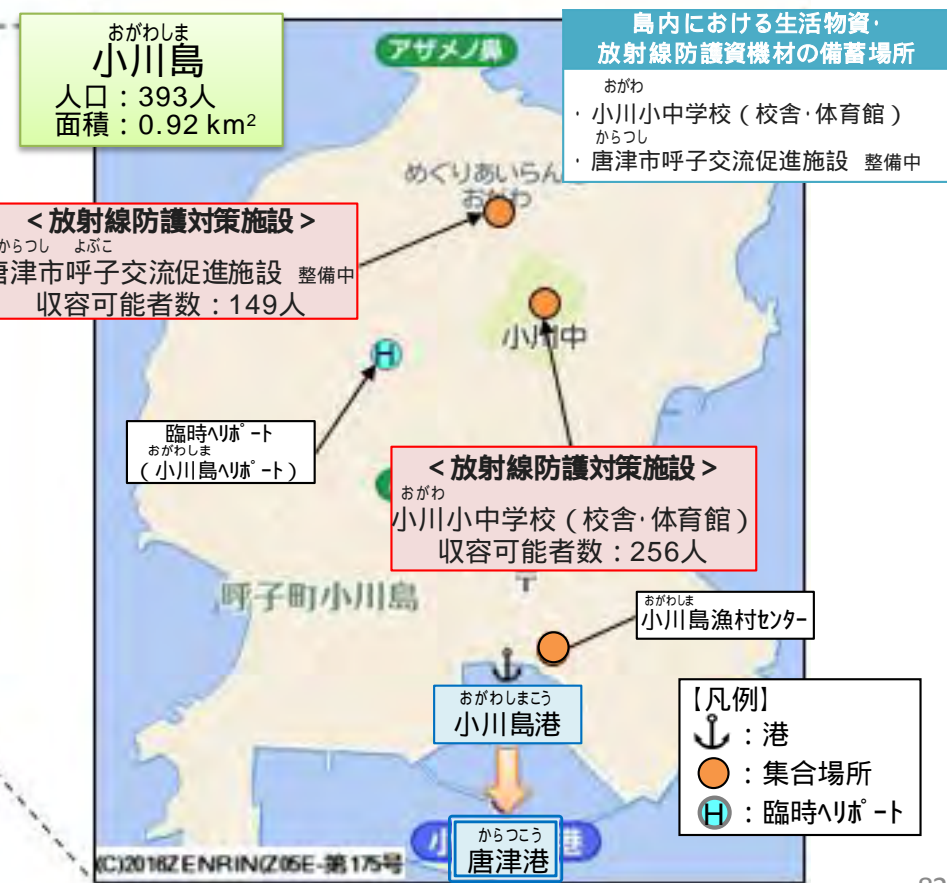 おがわしま
小川島
人口：393人
面積：0.92 km²
島内における生活物資・
放射線防護資機材の備蓄場所
おがわ
・小川小中学校（校舎・体育館）
からつし
・唐津市呼子交流促進施設 整備中
アザメノ鼻
めぐりあいらん
おがわ
＜放射線防護対策施設＞
からつし よぶこ
唐津市呼子交流促進施設 整備中
収容可能者数：149人
小川中
H
臨時ﾍﾘﾎﾟｰﾄ
おがわしま
（小川島ﾍﾘﾎﾟｰﾄ）
＜放射線防護対策施設＞
おがわ
小川小中学校（校舎・体育館）
収容可能者数：256人
〒
呼子町小川島
おがわしま
小川島漁村ｾﾝﾀｰ
おがわしまこう
小川島港
【凡例】
：港
：集合場所
H：臨時ﾍﾘﾎﾟｰﾄ
小 港
からつこう
唐津港
(C)2016ZENRIN(Z05E-第175号